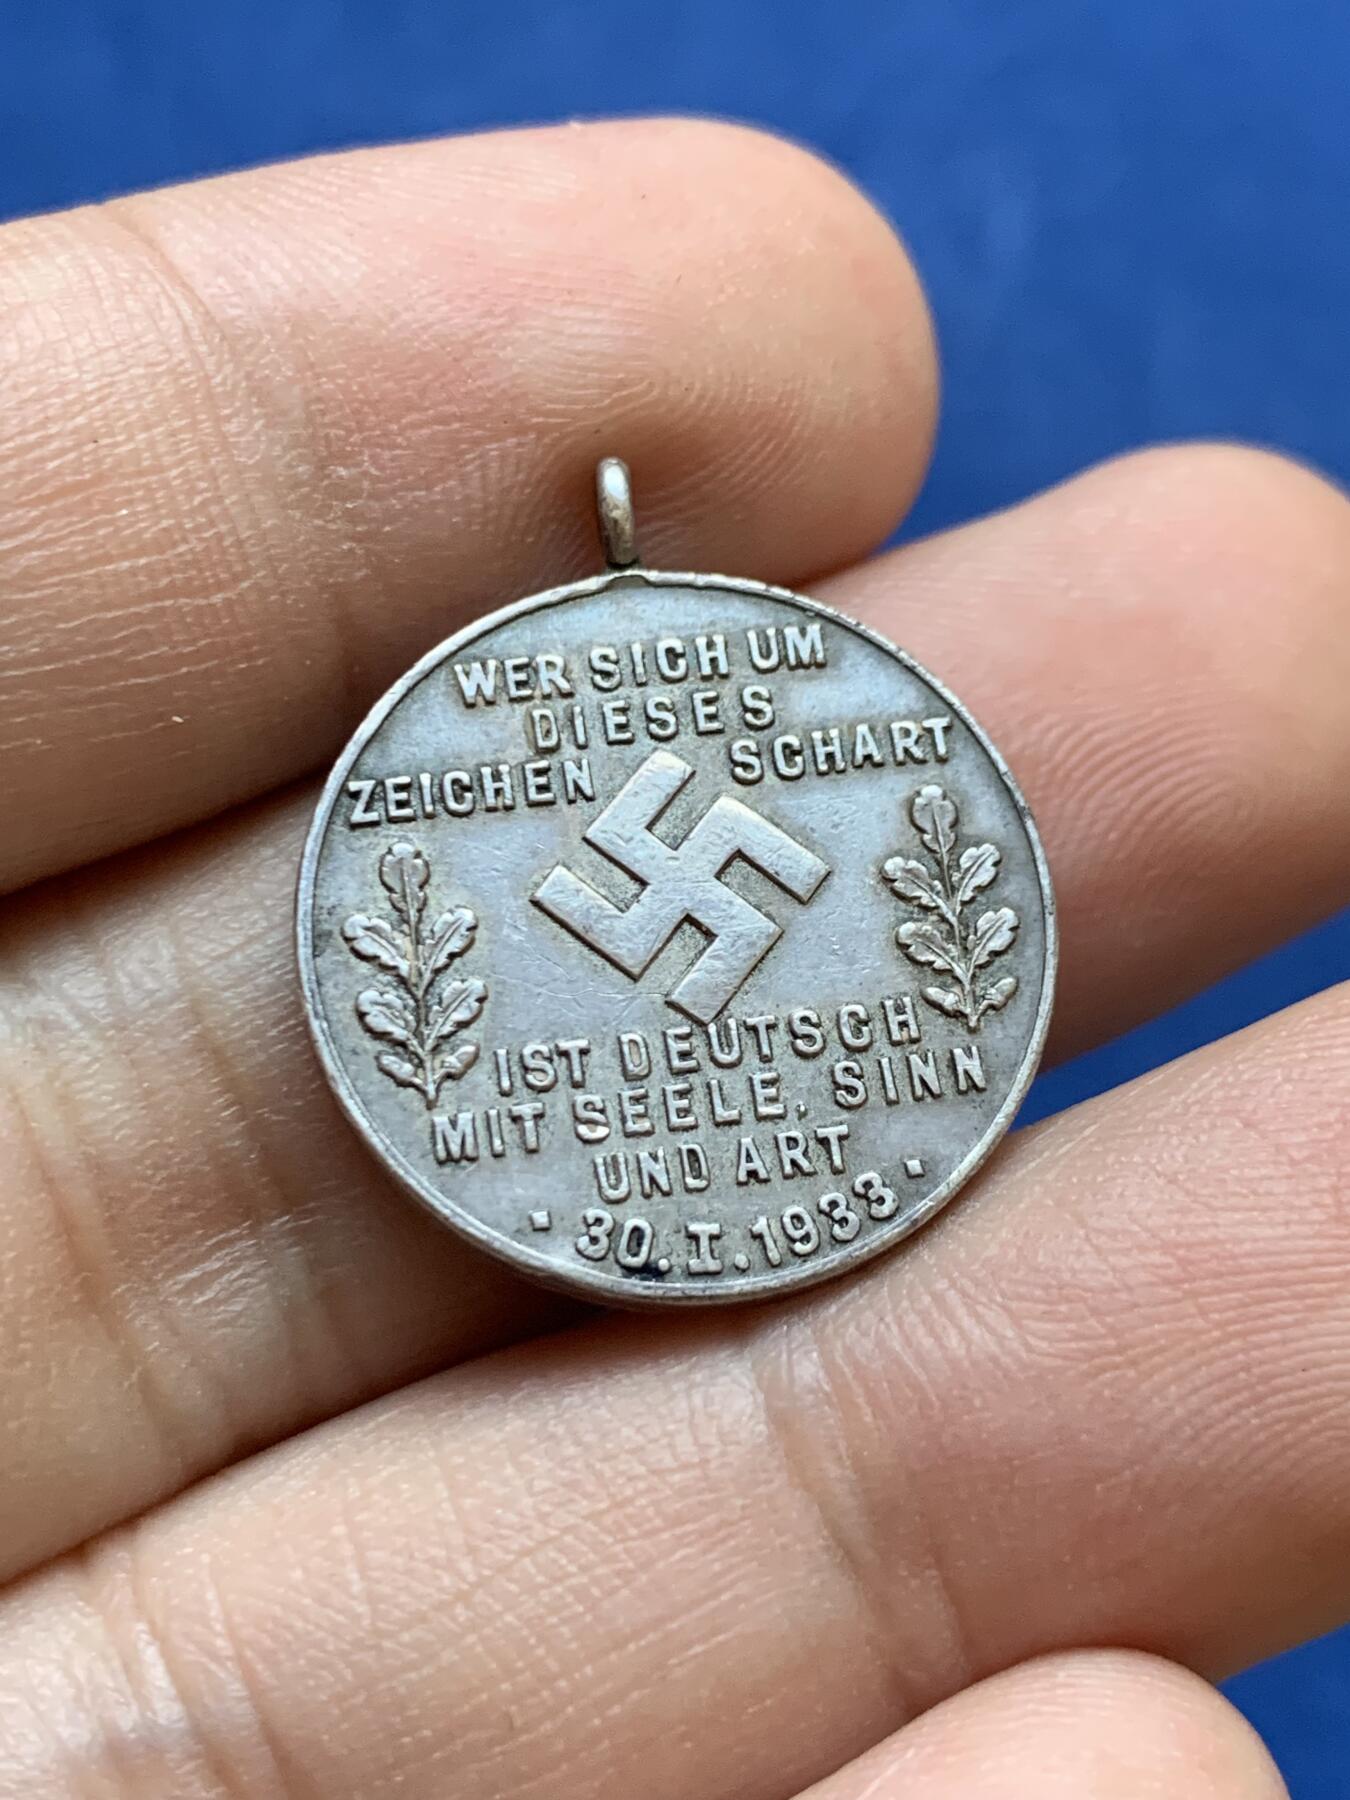 WER SICH UM
DIESES
ZEICHEN SCHART
IST DEUTSCH
MIT SEELE, SINN
UND ART
· 30. I. 1933 ·